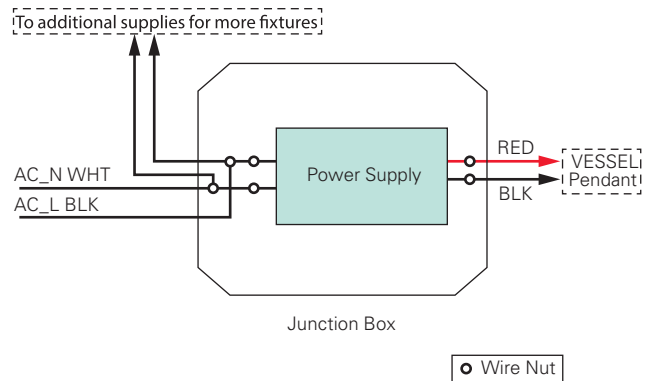 To additional supplies for more fixtures
RED
AC_N WHT
Power Supply
VESSEL
Pendant
AC_L BLK
BLK
Junction Box
Wire Nut